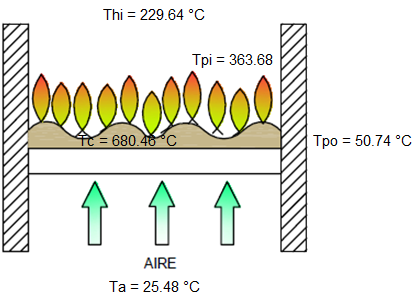 Thi = 229.64 °C
Tpi = 363.68
Tc = 680.46 °C
Tpo = 50.74 °C
AIRE
Ta = 25.48 °C